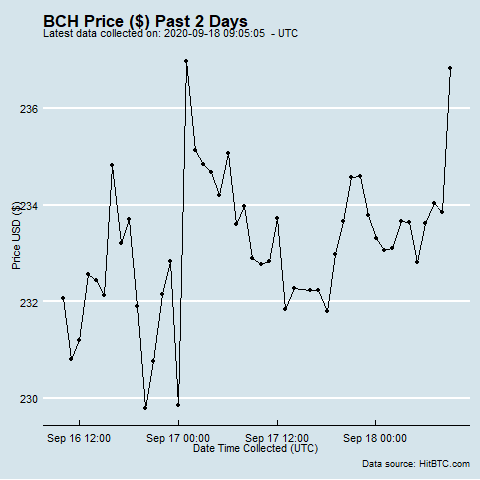 BCH Price ($) Past 2 Days
Latest data collected on: 2020-09-18 09:05:05 - UTC
236
234
232
230
Price USD ($)
Sep 16 12:00 Sep 17 00:00 Sep 17 12:00 Sep 18 00:00
Date Time Collected (UTC)
Data source: HitBTC.com